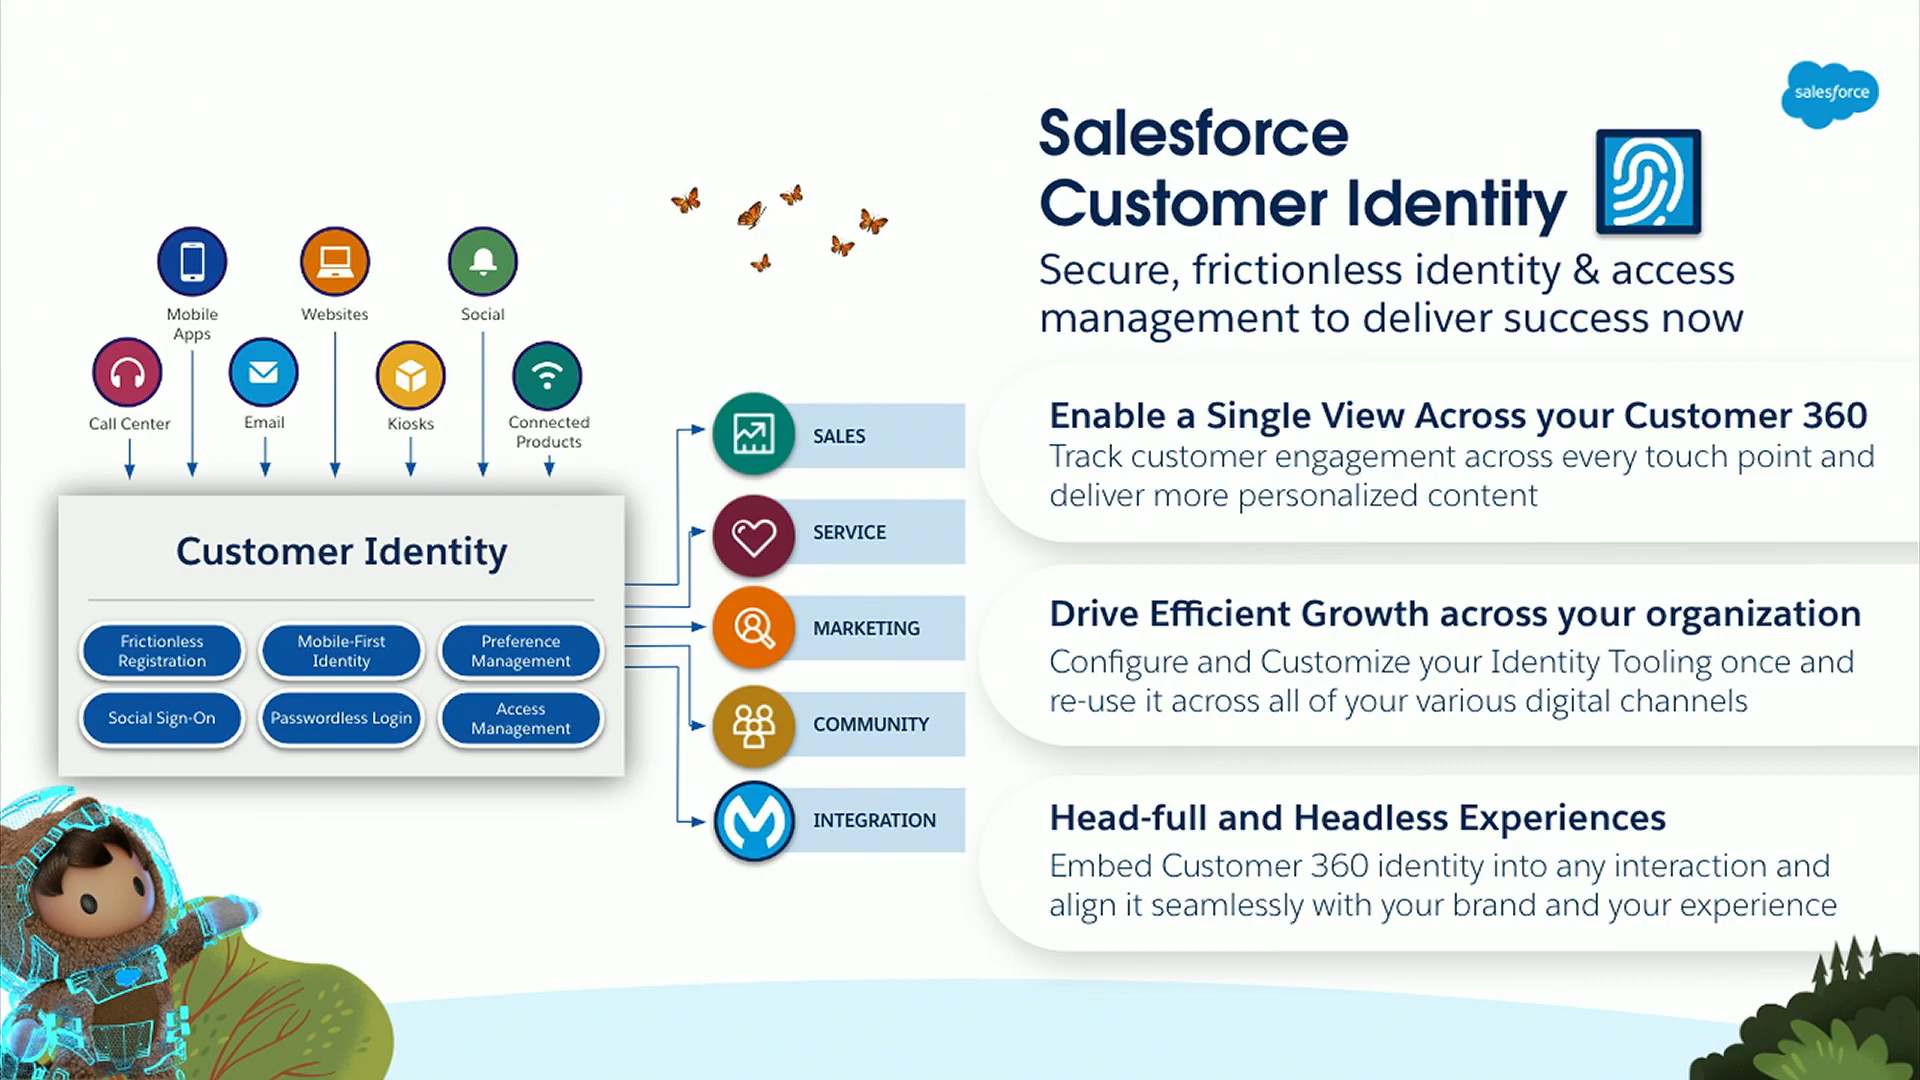 salesforce
Salesforce
Customer Identity
Secure, frictionless identity & access
management to deliver success now
Mobile
Apps
Websites
Social
Call Center
Email
Kiosks
Connected
Products
Customer Identity
Frictionless
Registration
Mobile-First
Identity
Preference
Management
Social Sign-On
Passwordless Login
Access
Management
SALES
SERVICE
MARKETING
COMMUNITY
INTEGRATION
Enable a Single View Across your Customer 360
Track customer engagement across every touch point and
deliver more personalized content
Drive Efficient Growth across your organization
Configure and Customize your Identity Tooling once and
re-use it across all of your various digital channels
Head-full and Headless Experiences
Embed Customer 360 identity into any interaction and
align it seamlessly with your brand and your experience